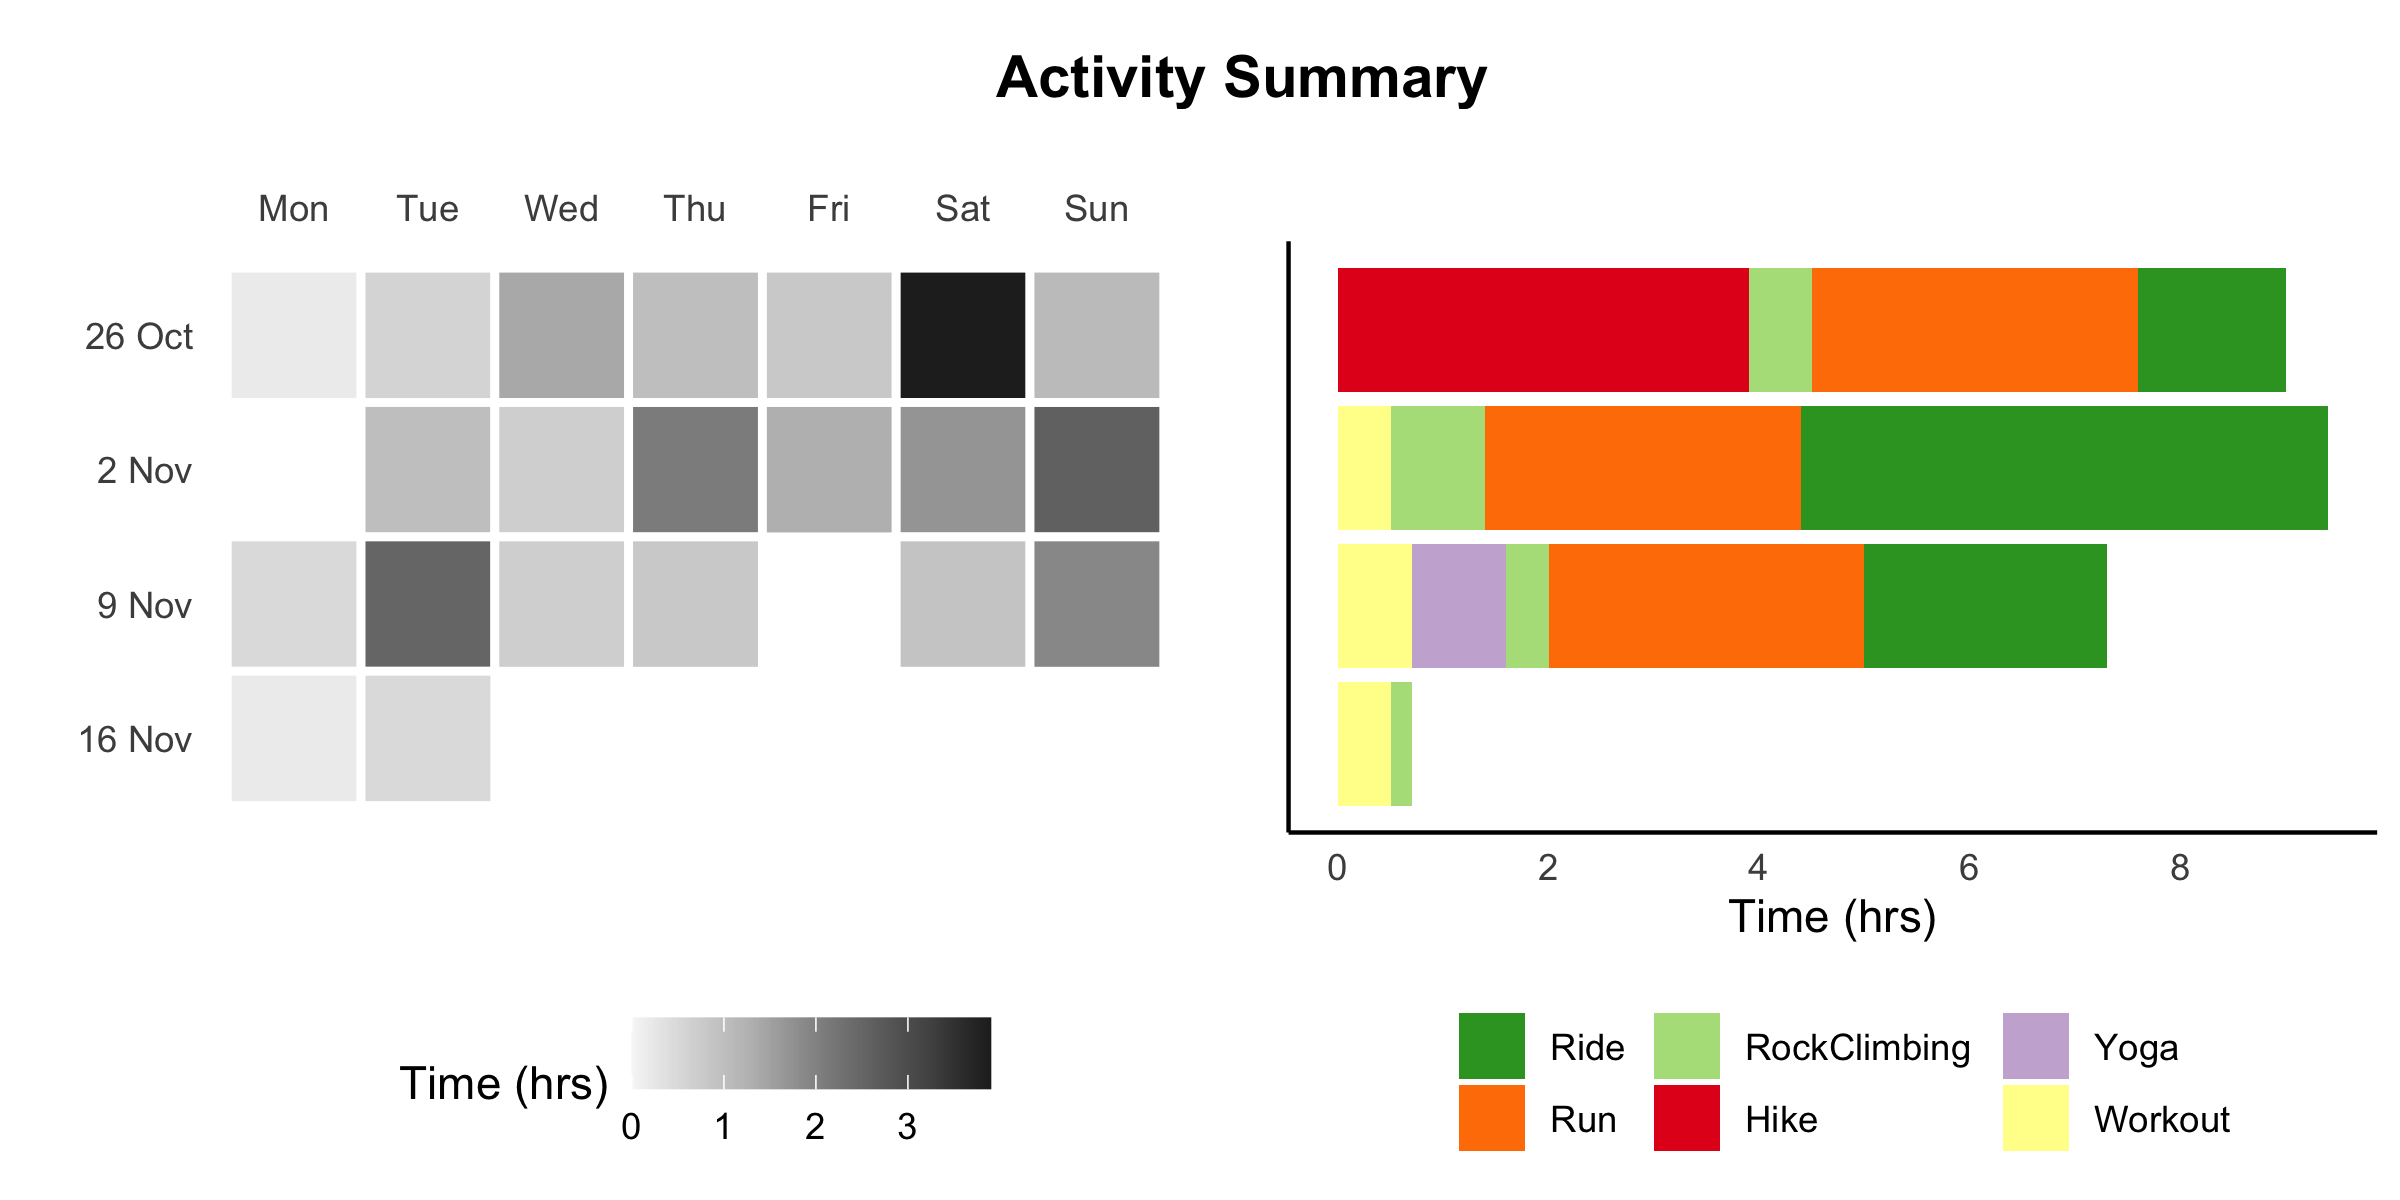 Activity Summary
Mon Tue Wed Thu Fri Sat Sun
26 Oct
2 Nov
9 Nov
16 Nov
0 2 4 6 8
Time (hrs)
Time (hrs)
0 1 2 3
Ride RockClimbing Yoga
Run Hike Workout